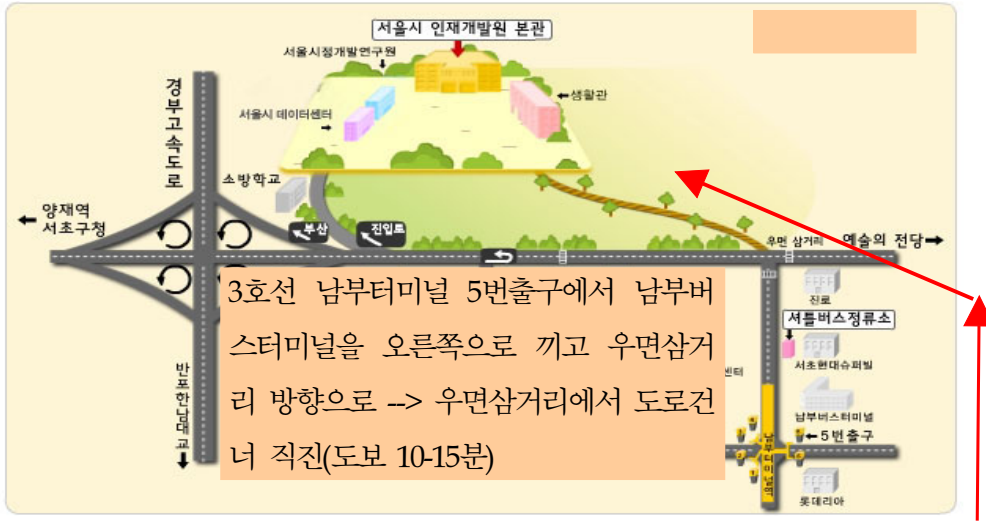 서울시 인재개발원 본관
서울시정개발연구원
생활관
서울시 데이터센터
경부고속도로
소방학교
양재역
서초구청
부산
진입로
우면 삼거리
예술의 전당
진로
셔틀버스정류소
서초현대슈퍼빌
센터
남부버스터미널
5번출구
남부터미널역
롯데리아
반포한남대교
3호선 남부터미널 5번출구에서 남부버
스터미널을 오른쪽으로 끼고 우면삼거
리 방향으로 --> 우면삼거리에서 도로건
너 직진(도보 10-15분)